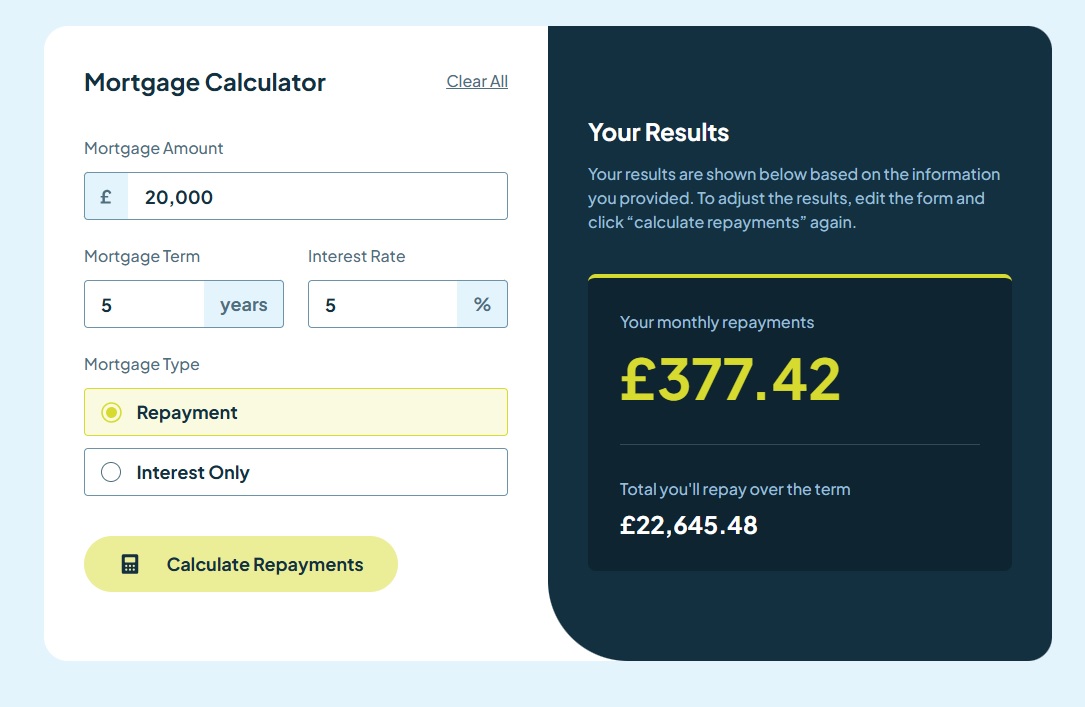 Mortgage Calculator
Clear All
Mortgage Amount
£ 20,000
Mortgage Term
5 years
Interest Rate
5 %
Mortgage Type
Repayment
Interest Only
Calculate Repayments
Your Results
Your results are shown below based on the information
you provided. To adjust the results, edit the form and
click “calculate repayments” again.
Your monthly repayments
£377.42
Total you'll repay over the term
£22,645.48